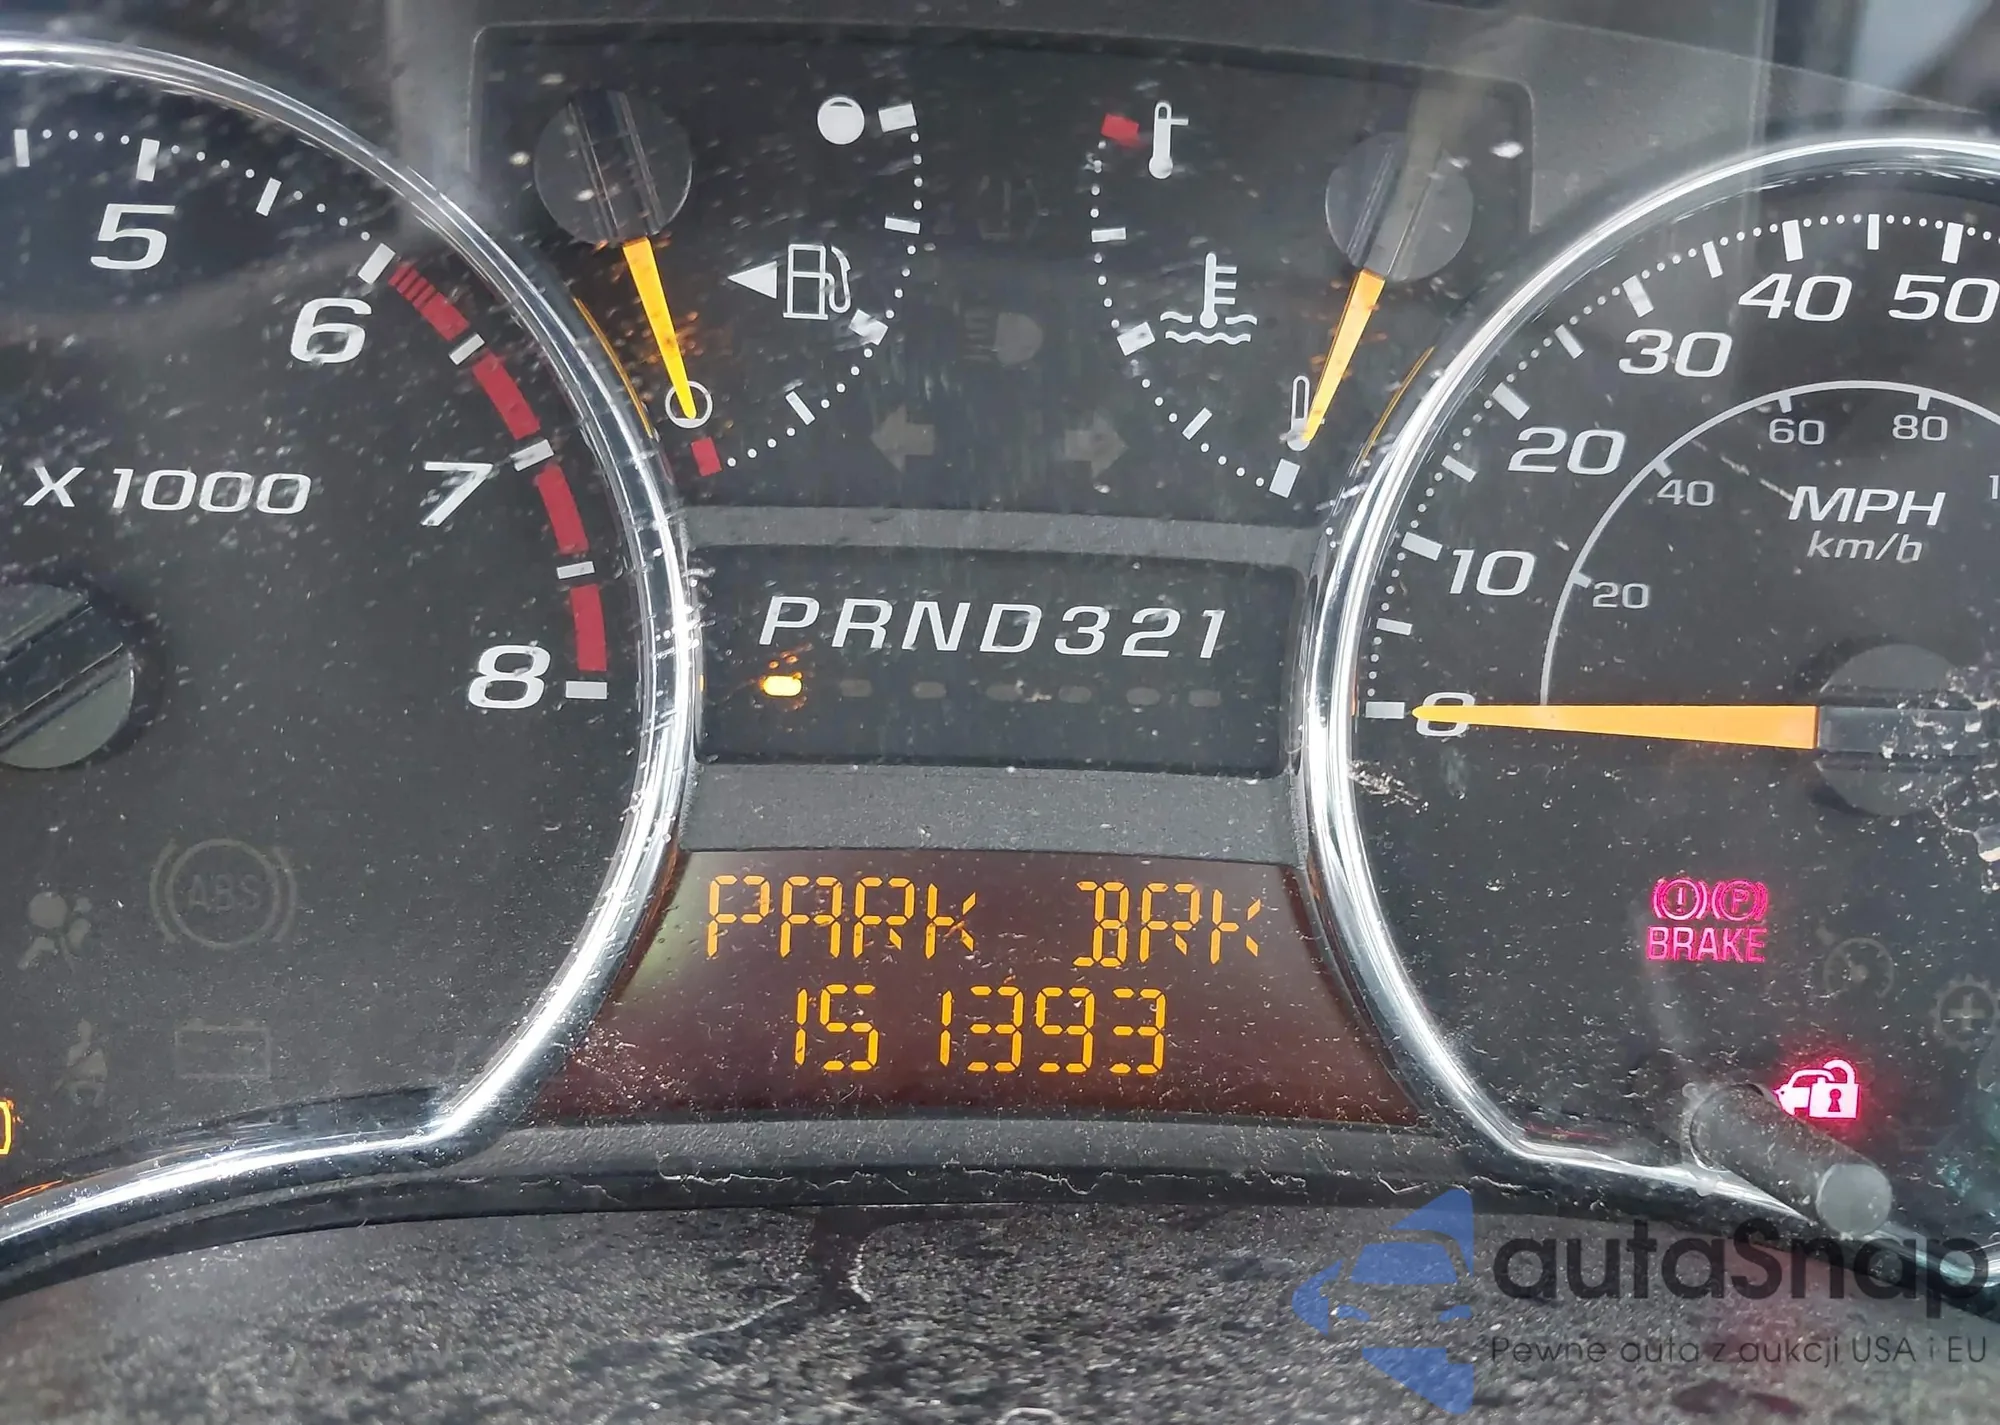 5
6
7
8
X 1000
PRND321
PARK BRK
151393
ABS
0
10
20
30
40
50
20
40
60
80
MPH
km/h
BRAKE
autaSnap
Pewne auta z aukcji USA i EU